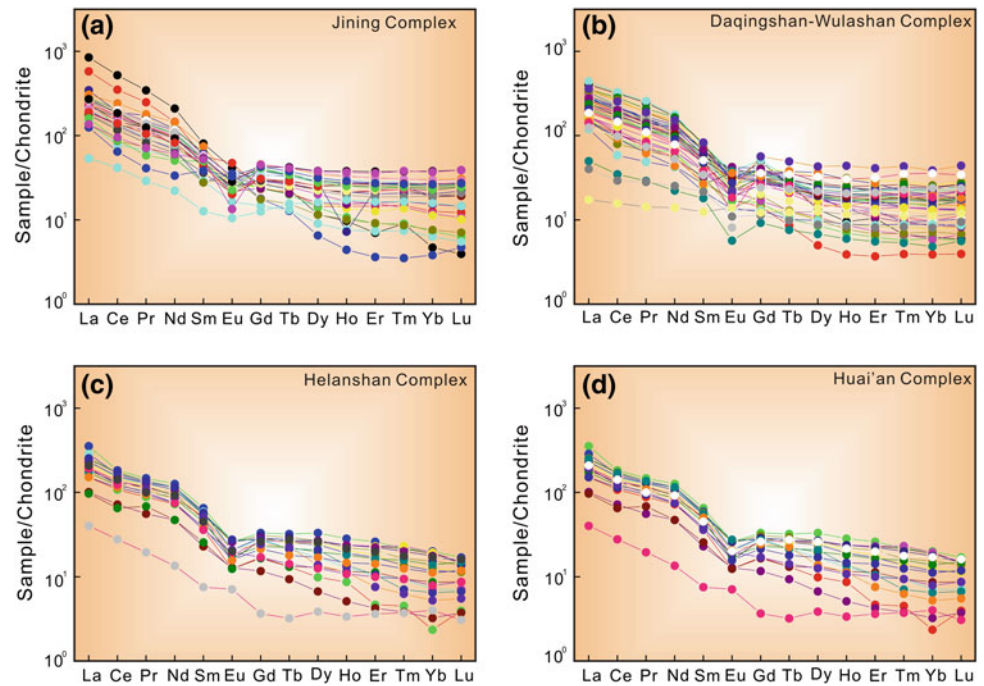 (a) Jining Complex
10³
10²
10¹
10⁰
Sample/Chondrite
La Ce Pr Nd Sm Eu Gd Tb Dy Ho Er Tm Yb Lu
(b) Daqingshan-Wulashan Complex
10³
10²
10¹
10⁰
Sample/Chondrite
La Ce Pr Nd Sm Eu Gd Tb Dy Ho Er Tm Yb Lu
(c) Helanshan Complex
10³
10²
10¹
10⁰
Sample/Chondrite
La Ce Pr Nd Sm Eu Gd Tb Dy Ho Er Tm Yb Lu
(d) Huai'an Complex
10³
10²
10¹
10⁰
Sample/Chondrite
La Ce Pr Nd Sm Eu Gd Tb Dy Ho Er Tm Yb Lu